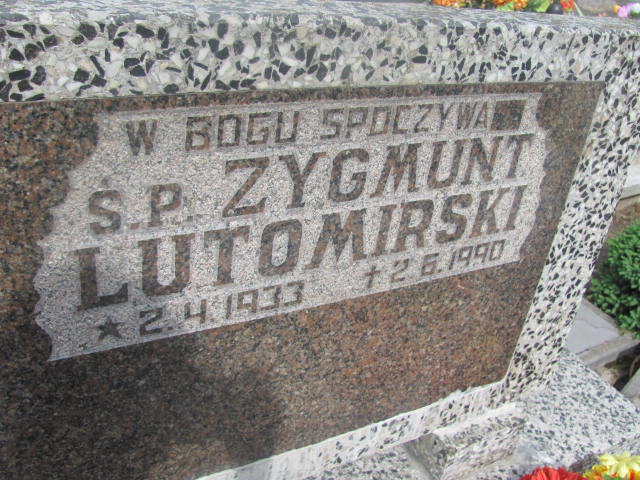 W BOGU SPOCZYWA
Ś.P. ZYGMUNT
LUTOMIRSKI
★ 2.4.1933 ✝ 2.6.1990